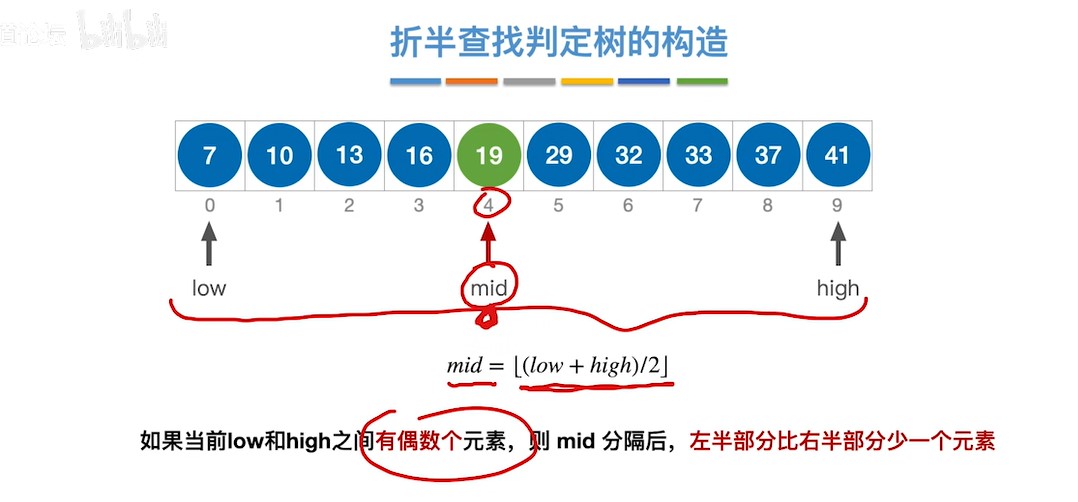 折半查找判定树的构造
7 10 13 16 19 29 32 33 37 41
0 1 2 3 4 5 6 7 8 9
low mid high
mid = ⌊(low + high)/2⌋
如果当前low和high之间有偶数个元素，则 mid 分隔后，左半部分比右半部分少一个元素